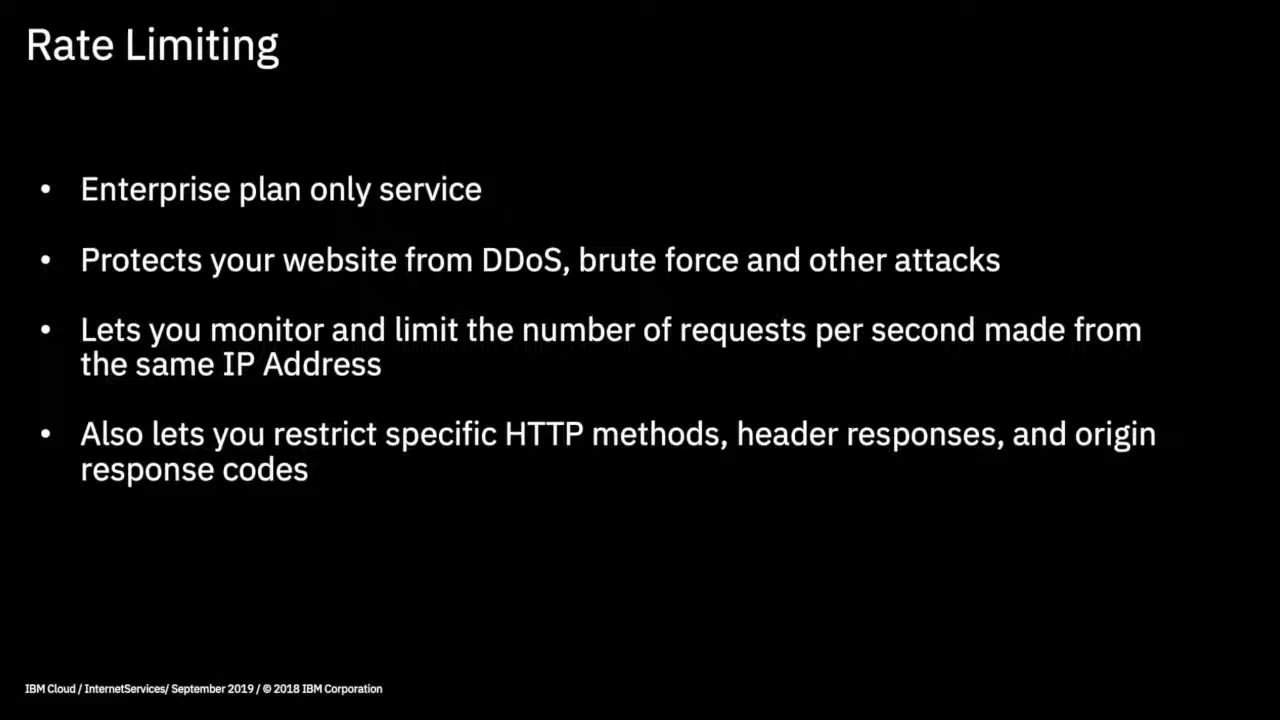 Rate Limiting
• Enterprise plan only service
• Protects your website from DDoS, brute force and other attacks
• Lets you monitor and limit the number of requests per second made from
the same IP Address
• Also lets you restrict specific HTTP methods, header responses, and origin
response codes
IBM Cloud / InternetServices/ September 2019 / © 2018 IBM Corporation